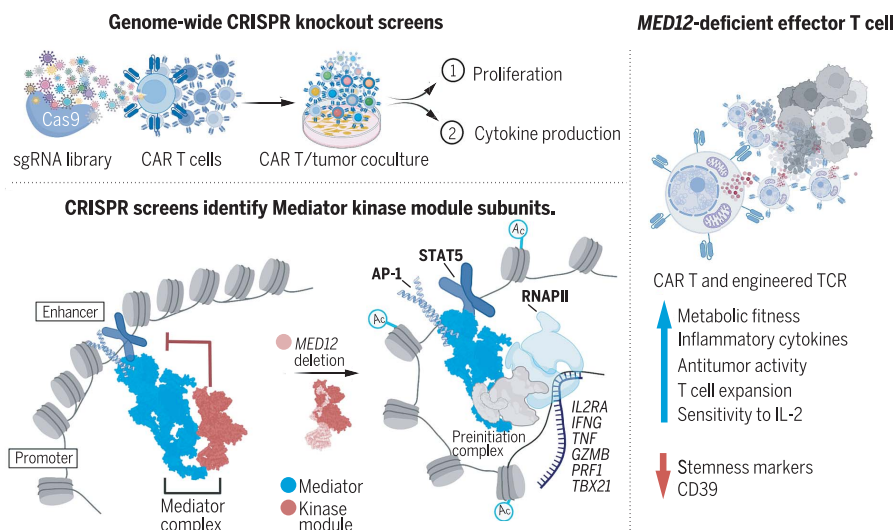 Genome-wide CRISPR knockout screens
Cas9
sgRNA library
CAR T cells
CAR T/tumor coculture
1 Proliferation
2 Cytokine production
CRISPR screens identify Mediator kinase module subunits.
Enhancer
Promoter
Mediator
complex
MED12
deletion
Mediator
Kinase
module
AP-1
STAT5
Ac
RNAPII
Ac
Preinitiation
complex
IL2RA
IFNG
TNF
GZMB
PRF1
TBX21
Ac
MED12-deficient effector T cell
CAR T and engineered TCR
Metabolic fitness
Inflammatory cytokines
Antitumor activity
T cell expansion
Sensitivity to IL-2
Stemness markers
CD39